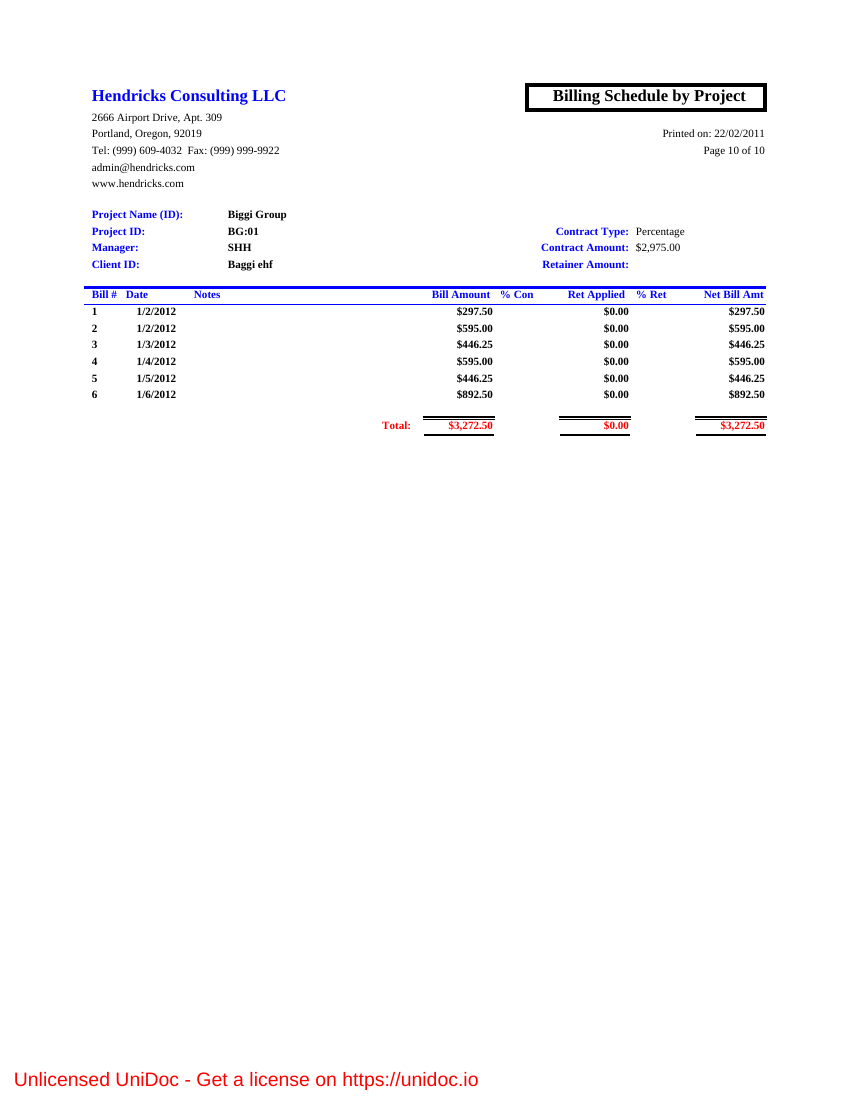 Hendricks Consulting LLC
Billing Schedule by Project
2666 Airport Drive, Apt. 309
Portland, Oregon, 92019
Printed on: 22/02/2011
Tel: (999) 609-4032  Fax: (999) 999-9922
Page 10 of 10
admin@hendricks.com
www.hendricks.com
Project Name (ID): Biggi Group
Project ID: BG:01 Contract Type: Percentage
Manager: SHH Contract Amount: $2,975.00
Client ID: Baggi ehf Retainer Amount:
Bill # Date Notes Bill Amount % Con Ret Applied % Ret Net Bill Amt
1 1/2/2012 $297.50 $0.00 $297.50
2 1/2/2012 $595.00 $0.00 $595.00
3 1/3/2012 $446.25 $0.00 $446.25
4 1/4/2012 $595.00 $0.00 $595.00
5 1/5/2012 $446.25 $0.00 $446.25
6 1/6/2012 $892.50 $0.00 $892.50
Total: $3,272.50 $0.00 $3,272.50
Unlicensed UniDoc - Get a license on https://unidoc.io